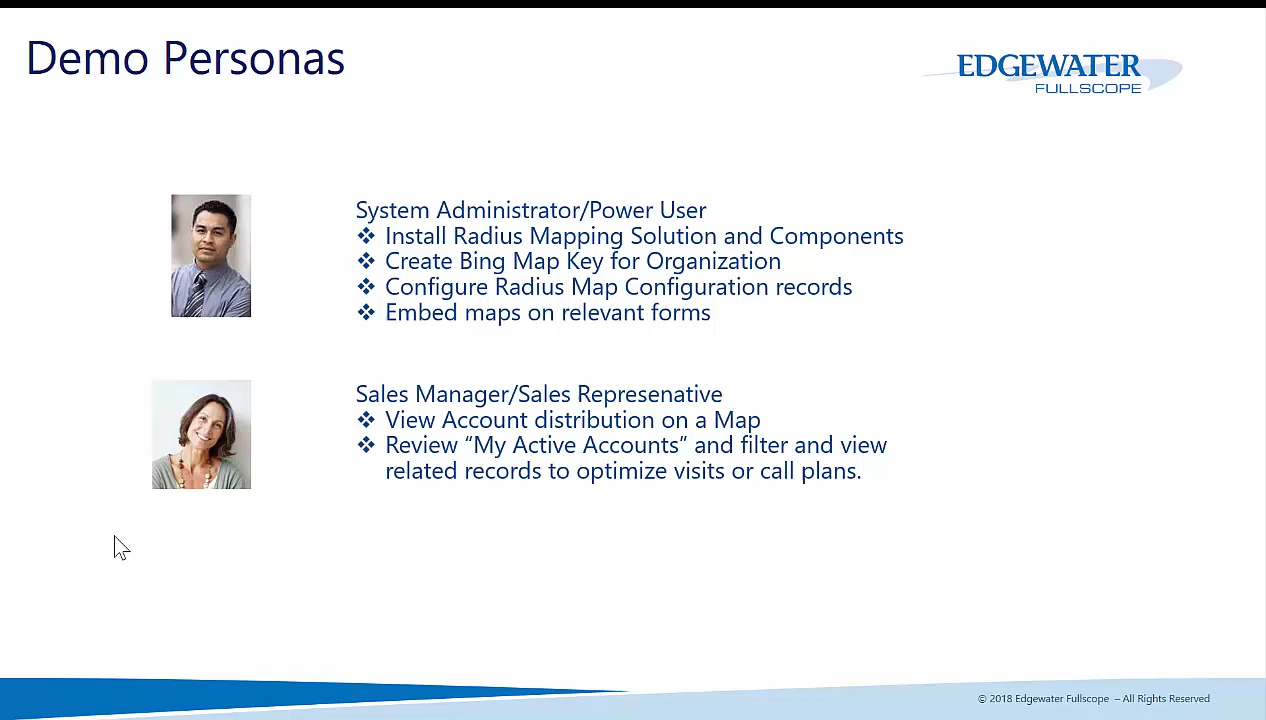 Demo Personas
EDGEWATER
FULLSCOPE
System Administrator/Power User
❖ Install Radius Mapping Solution and Components
❖ Create Bing Map Key for Organization
❖ Configure Radius Map Configuration records
❖ Embed maps on relevant forms
Sales Manager/Sales Represenative
❖ View Account distribution on a Map
❖ Review “My Active Accounts” and filter and view
related records to optimize visits or call plans.
© 2018 Edgewater Fullscope – All Rights Reserved